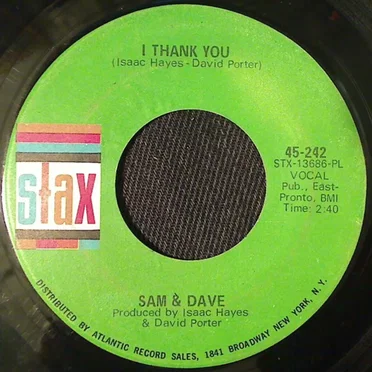 I THANK YOU
(Isaac Hayes - David Porter)
45-242
STX-13686-PL
VOCAL
Pub., East-
Pronto, BMI
Time: 2:40
stax
SAM & DAVE
Produced by Isaac Hayes
& David Porter
DISTRIBUTED BY ATLANTIC RECORD SALES, 1841 BROADWAY NEW YORK, N. Y.